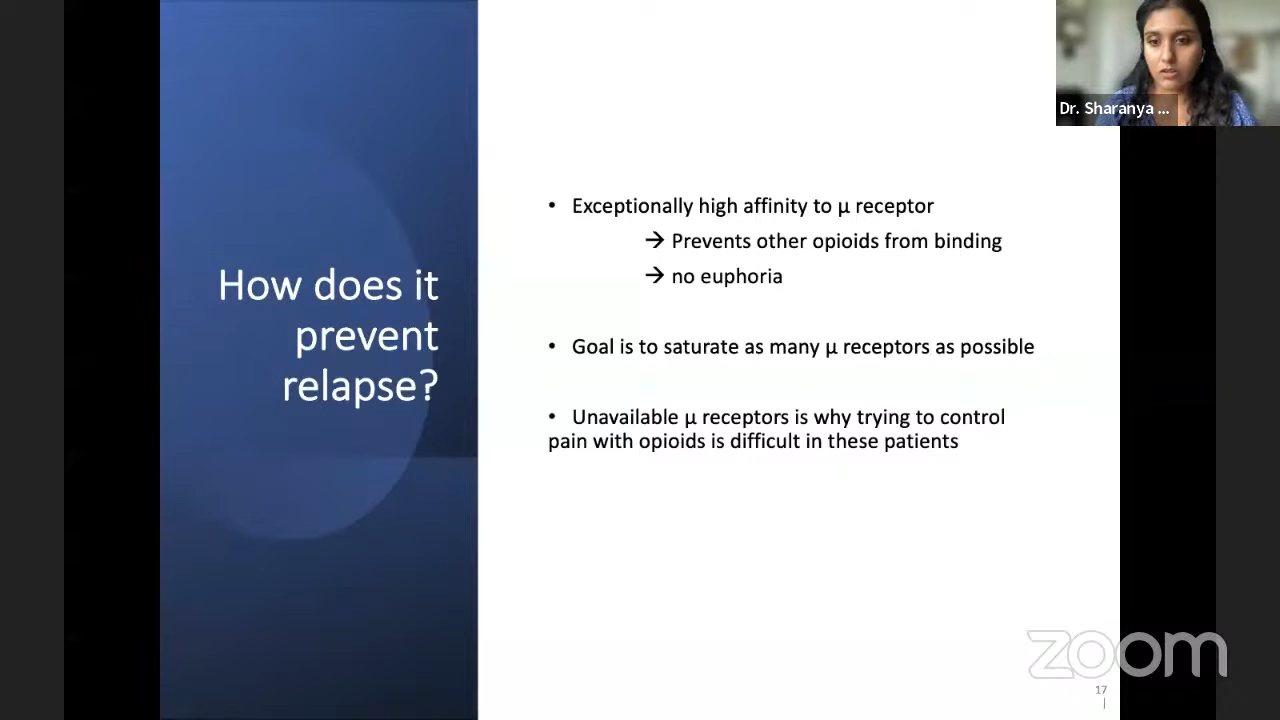 Dr. Sharanya ...
How does it
prevent
relapse?
• Exceptionally high affinity to μ receptor
→ Prevents other opioids from binding
→ no euphoria
• Goal is to saturate as many μ receptors as possible
• Unavailable μ receptors is why trying to control
pain with opioids is difficult in these patients
zoom
17